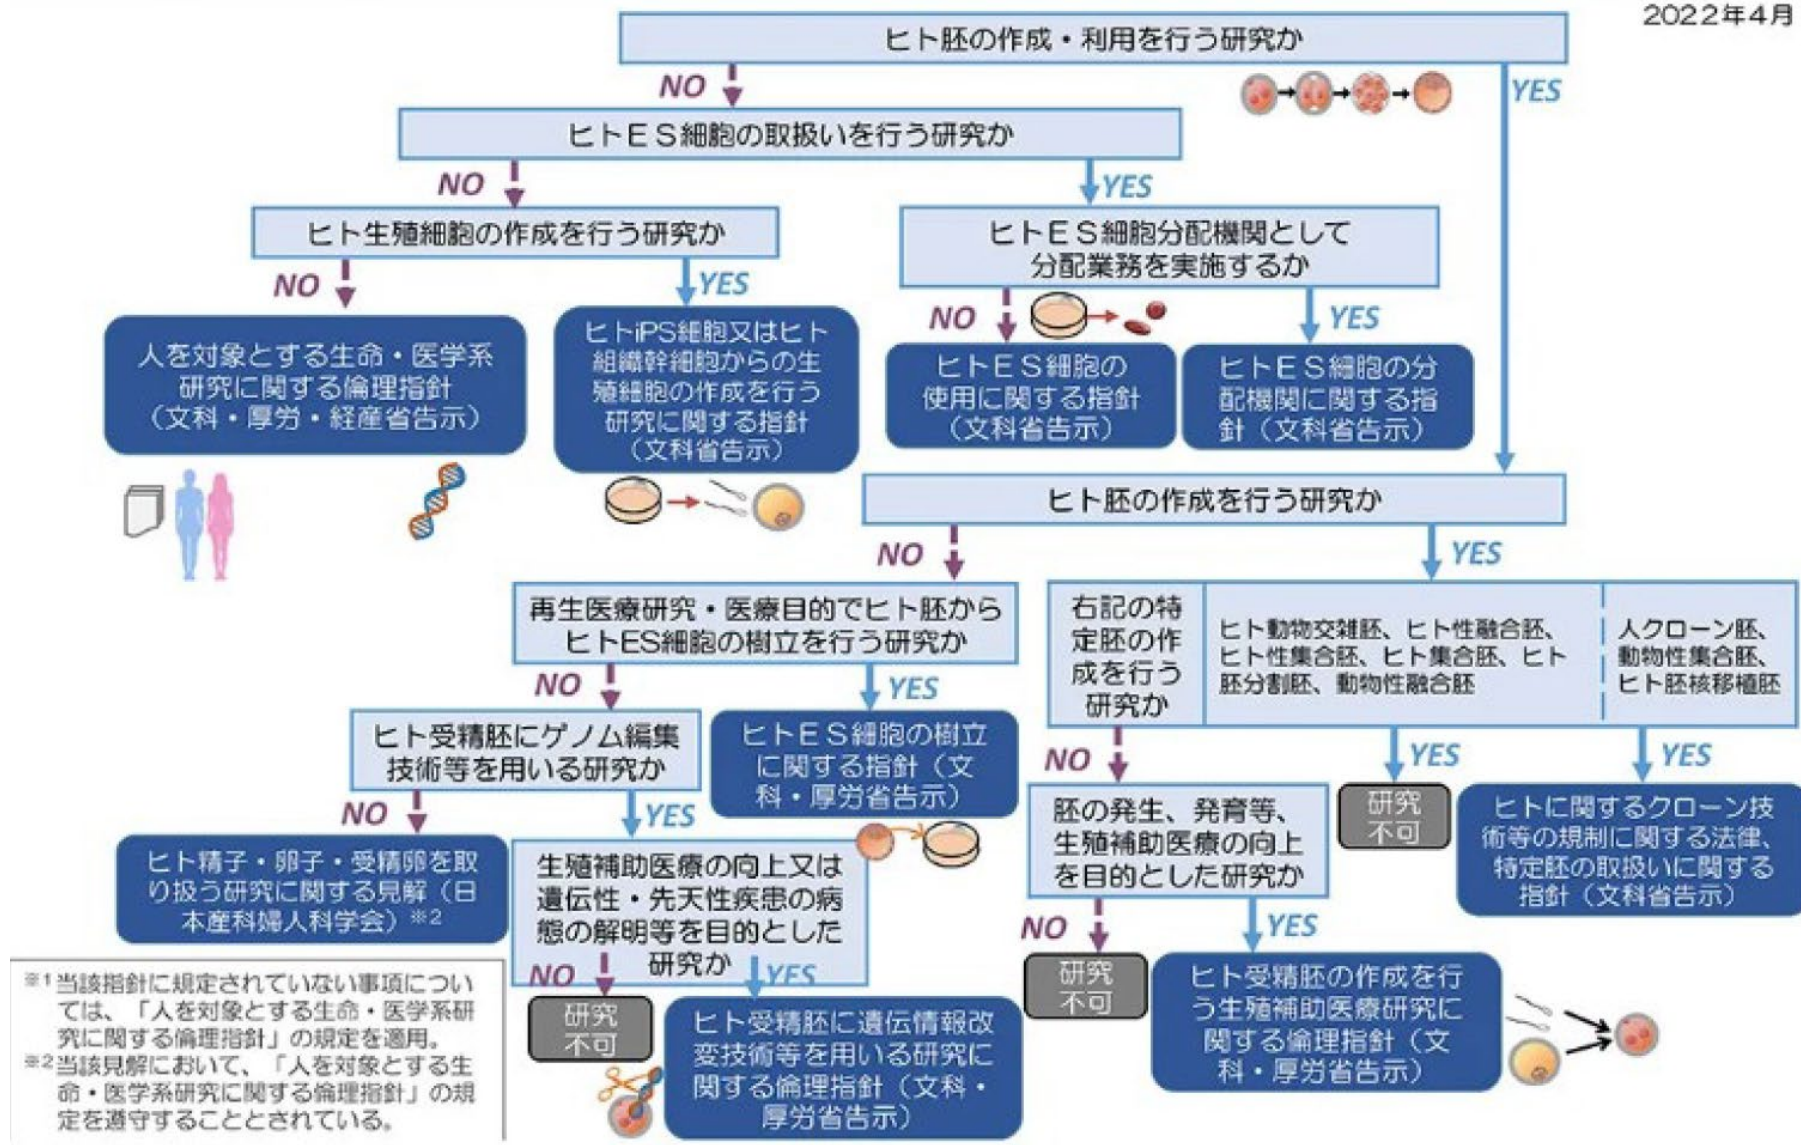 2022年4月
ヒト胚の作成・利用を行う研究か
NO
YES
ヒトES細胞の取扱いを行う研究か
NO
YES
ヒト生殖細胞の作成を行う研究か
ヒトES細胞分配機関として
分配業務を実施するか
NO
YES
NO
YES
人を対象とする生命・医学系
研究に関する倫理指針
(文科・厚労・経産省告示)
ヒトiPS細胞又はヒト
組織幹細胞からの生
殖細胞の作成を行う
研究に関する指針
(文科省告示)
ヒトES細胞の
使用に関する指針
(文科省告示)
ヒトES細胞の分
配機関に関する指
針(文科省告示)
ヒト胚の作成を行う研究か
NO
YES
再生医療研究・医療目的でヒト胚から
ヒトES細胞の樹立を行う研究か
右記の特
定胚の作
成を行う
研究か
ヒト動物交雑胚、ヒト性融合胚、
ヒト性集合胚、ヒト集合胚、ヒト
胚分割胚、動物性融合胚
人クローン胚、
動物性集合胚、
ヒト胚核移植胚
NO
YES
NO
YES
YES
ヒト受精胚にゲノム編集
技術等を用いる研究か
ヒトES細胞の樹立
に関する指針(文
科・厚労省告示)
胚の発生、発育等、
生殖補助医療の向上
を目的とした研究か
研究
不可
ヒトに関するクローン技
術等の規制に関する法律、
特定胚の取扱いに関する
指針(文科省告示)
NO
YES
NO
YES
ヒト精子・卵子・受精卵を取
り扱う研究に関する見解(日
本産科婦人科学会)※2
生殖補助医療の向上又は
遺伝性・先天性疾患の病
態の解明等を目的とした
研究か
NO
YES
研究
不可
ヒト受精胚に遺伝情報改
変技術等を用いる研究に
関する倫理指針(文科・
厚労省告示)
研究
不可
ヒト受精胚の作成を行
う生殖補助医療研究に
関する倫理指針(文
科・厚労省告示)
※1当該指針に規定されていない事項につい
ては、「人を対象とする生命・医学系研
究に関する倫理指針」の規定を適用。
※2当該見解において、「人を対象とする生
命・医学系研究に関する倫理指針」の規
定を遵守することとされている。